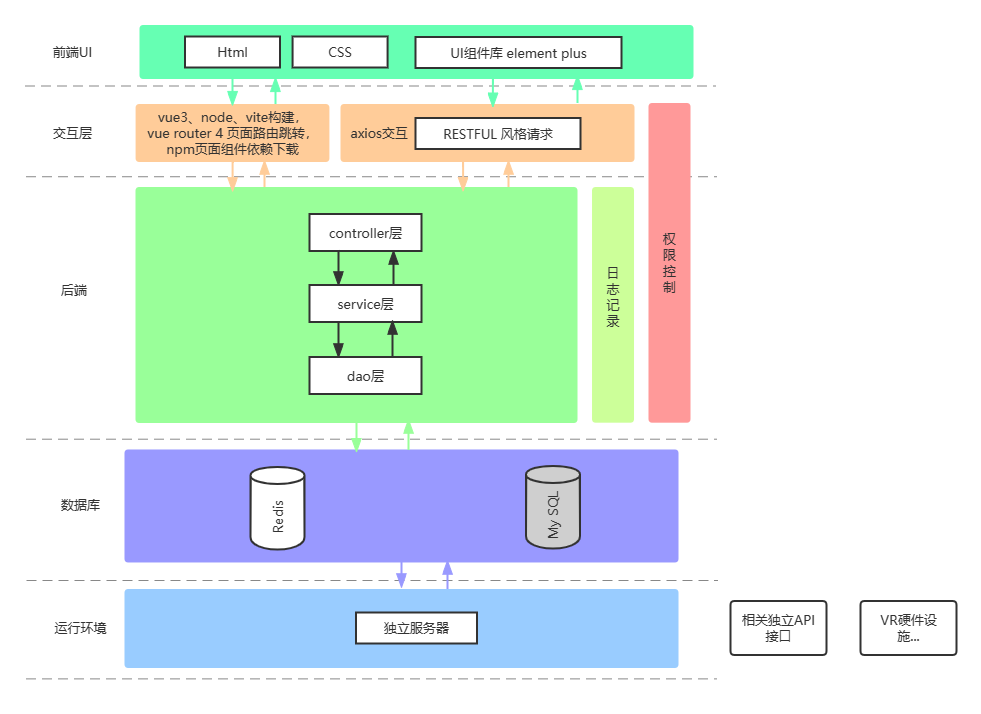 前端UI
Html
CSS
UI组件库 element plus
交互层
vue3、node、vite构建，
vue router 4 页面路由跳转，
npm页面组件依赖下载
axios交互
RESTFUL 风格请求
后端
controller层
service层
dao层
日志记录
权限控制
数据库
Redis
My SQL
运行环境
独立服务器
相关独立API
接口
VR硬件设
施...